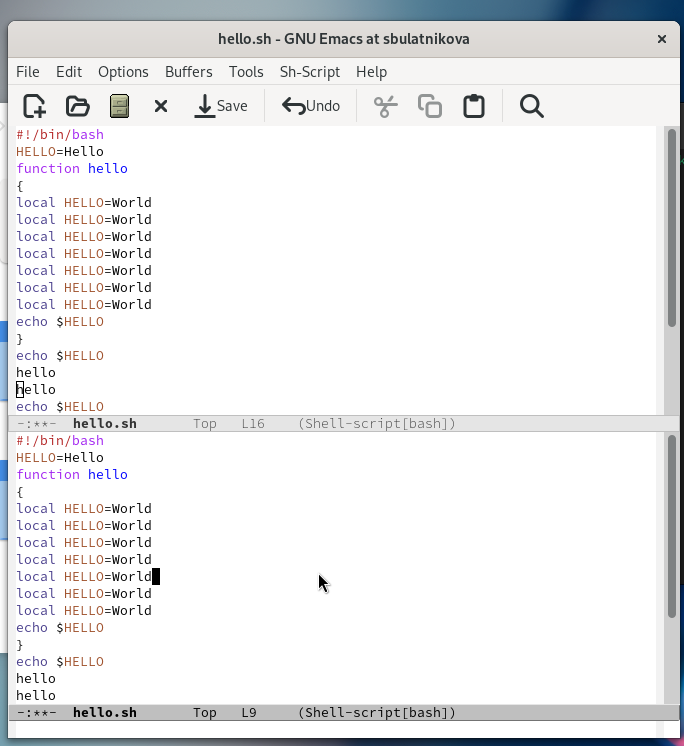 hello.sh - GNU Emacs at sbulatnikova
File Edit Options Buffers Tools Sh-Script Help
Save Undo
#!/bin/bash
HELLO=Hello
function hello
{
local HELLO=World
local HELLO=World
local HELLO=World
local HELLO=World
local HELLO=World
local HELLO=World
local HELLO=World
echo $HELLO
}
echo $HELLO
hello
hello
echo $HELLO
-:**- hello.sh Top L16 (Shell-script[bash])
#!/bin/bash
HELLO=Hello
function hello
{
local HELLO=World
local HELLO=World
local HELLO=World
local HELLO=World
local HELLO=World
local HELLO=World
local HELLO=World
echo $HELLO
}
echo $HELLO
hello
hello
-:**- hello.sh Top L9 (Shell-script[bash])